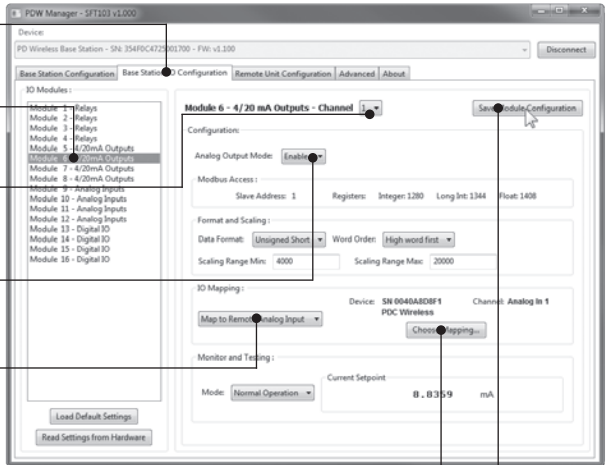 PDW Manager - SFT103 v1.000
Device:
PD Wireless Base Station - SN: 354F0C4725001700 - FW: v1.100
Disconnect
Base Station Configuration
Base Station IO Configuration
Remote Unit Configuration
Advanced
About
IO Modules:
Module 1 - Relays
Module 2 - Relays
Module 3 - Relays
Module 4 - Relays
Module 5 - 4/20mA Outputs
Module 6 - 4/20mA Outputs
Module 7 - 4/20mA Outputs
Module 8 - 4/20mA Outputs
Module 9 - Analog Inputs
Module 10 - Analog Inputs
Module 11 - Analog Inputs
Module 12 - Analog Inputs
Module 13 - Digital IO
Module 14 - Digital IO
Module 15 - Digital IO
Module 16 - Digital IO
Load Default Settings
Read Settings from Hardware
Module 6 - 4/20 mA Outputs - Channel 1
Save Module Configuration
Configuration:
Analog Output Mode: Enable
Modbus Access:
Slave Address: 1 Registers: Integer: 1280 Long Int: 1344 Float: 1408
Format and Scaling:
Data Format: Unsigned Short Word Order: High word first
Scaling Range Min: 4000 Scaling Range Max: 20000
IO Mapping:
Map to Remote Analog Input
Device: SN 0040A8D8F1 Channel: Analog In 1
PDC Wireless
Choose Mapping...
Monitor and Testing:
Mode: Normal Operation
Current Setpoint
8.8359 mA